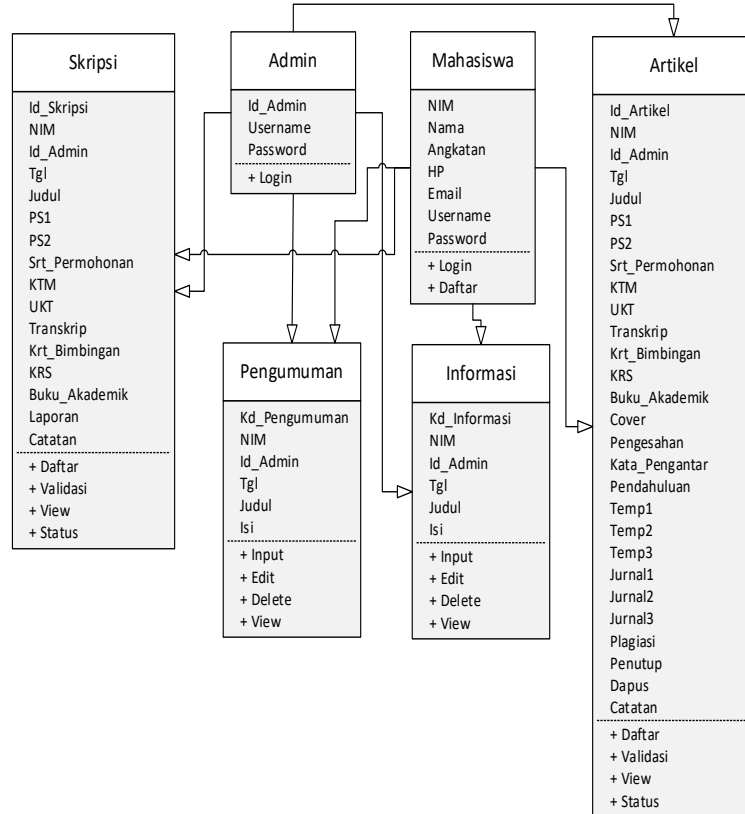 Skripsi
Id_Skripsi
NIM
Id_Admin
Tgl
Judul
PS1
PS2
Srt_Permohonan
KTM
UKT
Transkrip
Krt_Bimbingan
KRS
Buku_Akademik
Laporan
Catatan
+ Daftar
+ Validasi
+ View
+ Status
Admin
Id_Admin
Username
Password
+ Login
Mahasiswa
NIM
Nama
Angkatan
HP
Email
Username
Password
+ Login
+ Daftar
Pengumuman
Kd_Pengumuman
NIM
Id_Admin
Tgl
Judul
Isi
+ Input
+ Edit
+ Delete
+ View
Informasi
Kd_Informasi
NIM
Id_Admin
Tgl
Judul
Isi
+ Input
+ Edit
+ Delete
+ View
Artikel
Id_Artikel
NIM
Id_Admin
Tgl
Judul
PS1
PS2
Srt_Permohonan
KTM
UKT
Transkrip
Krt_Bimbingan
KRS
Buku_Akademik
Cover
Pengesahan
Kata_Pengantar
Pendahuluan
Temp1
Temp2
Temp3
Jurnal1
Jurnal2
Jurnal3
Plagiasi
Penutup
Dapus
Catatan
+ Daftar
+ Validasi
+ View
+ Status